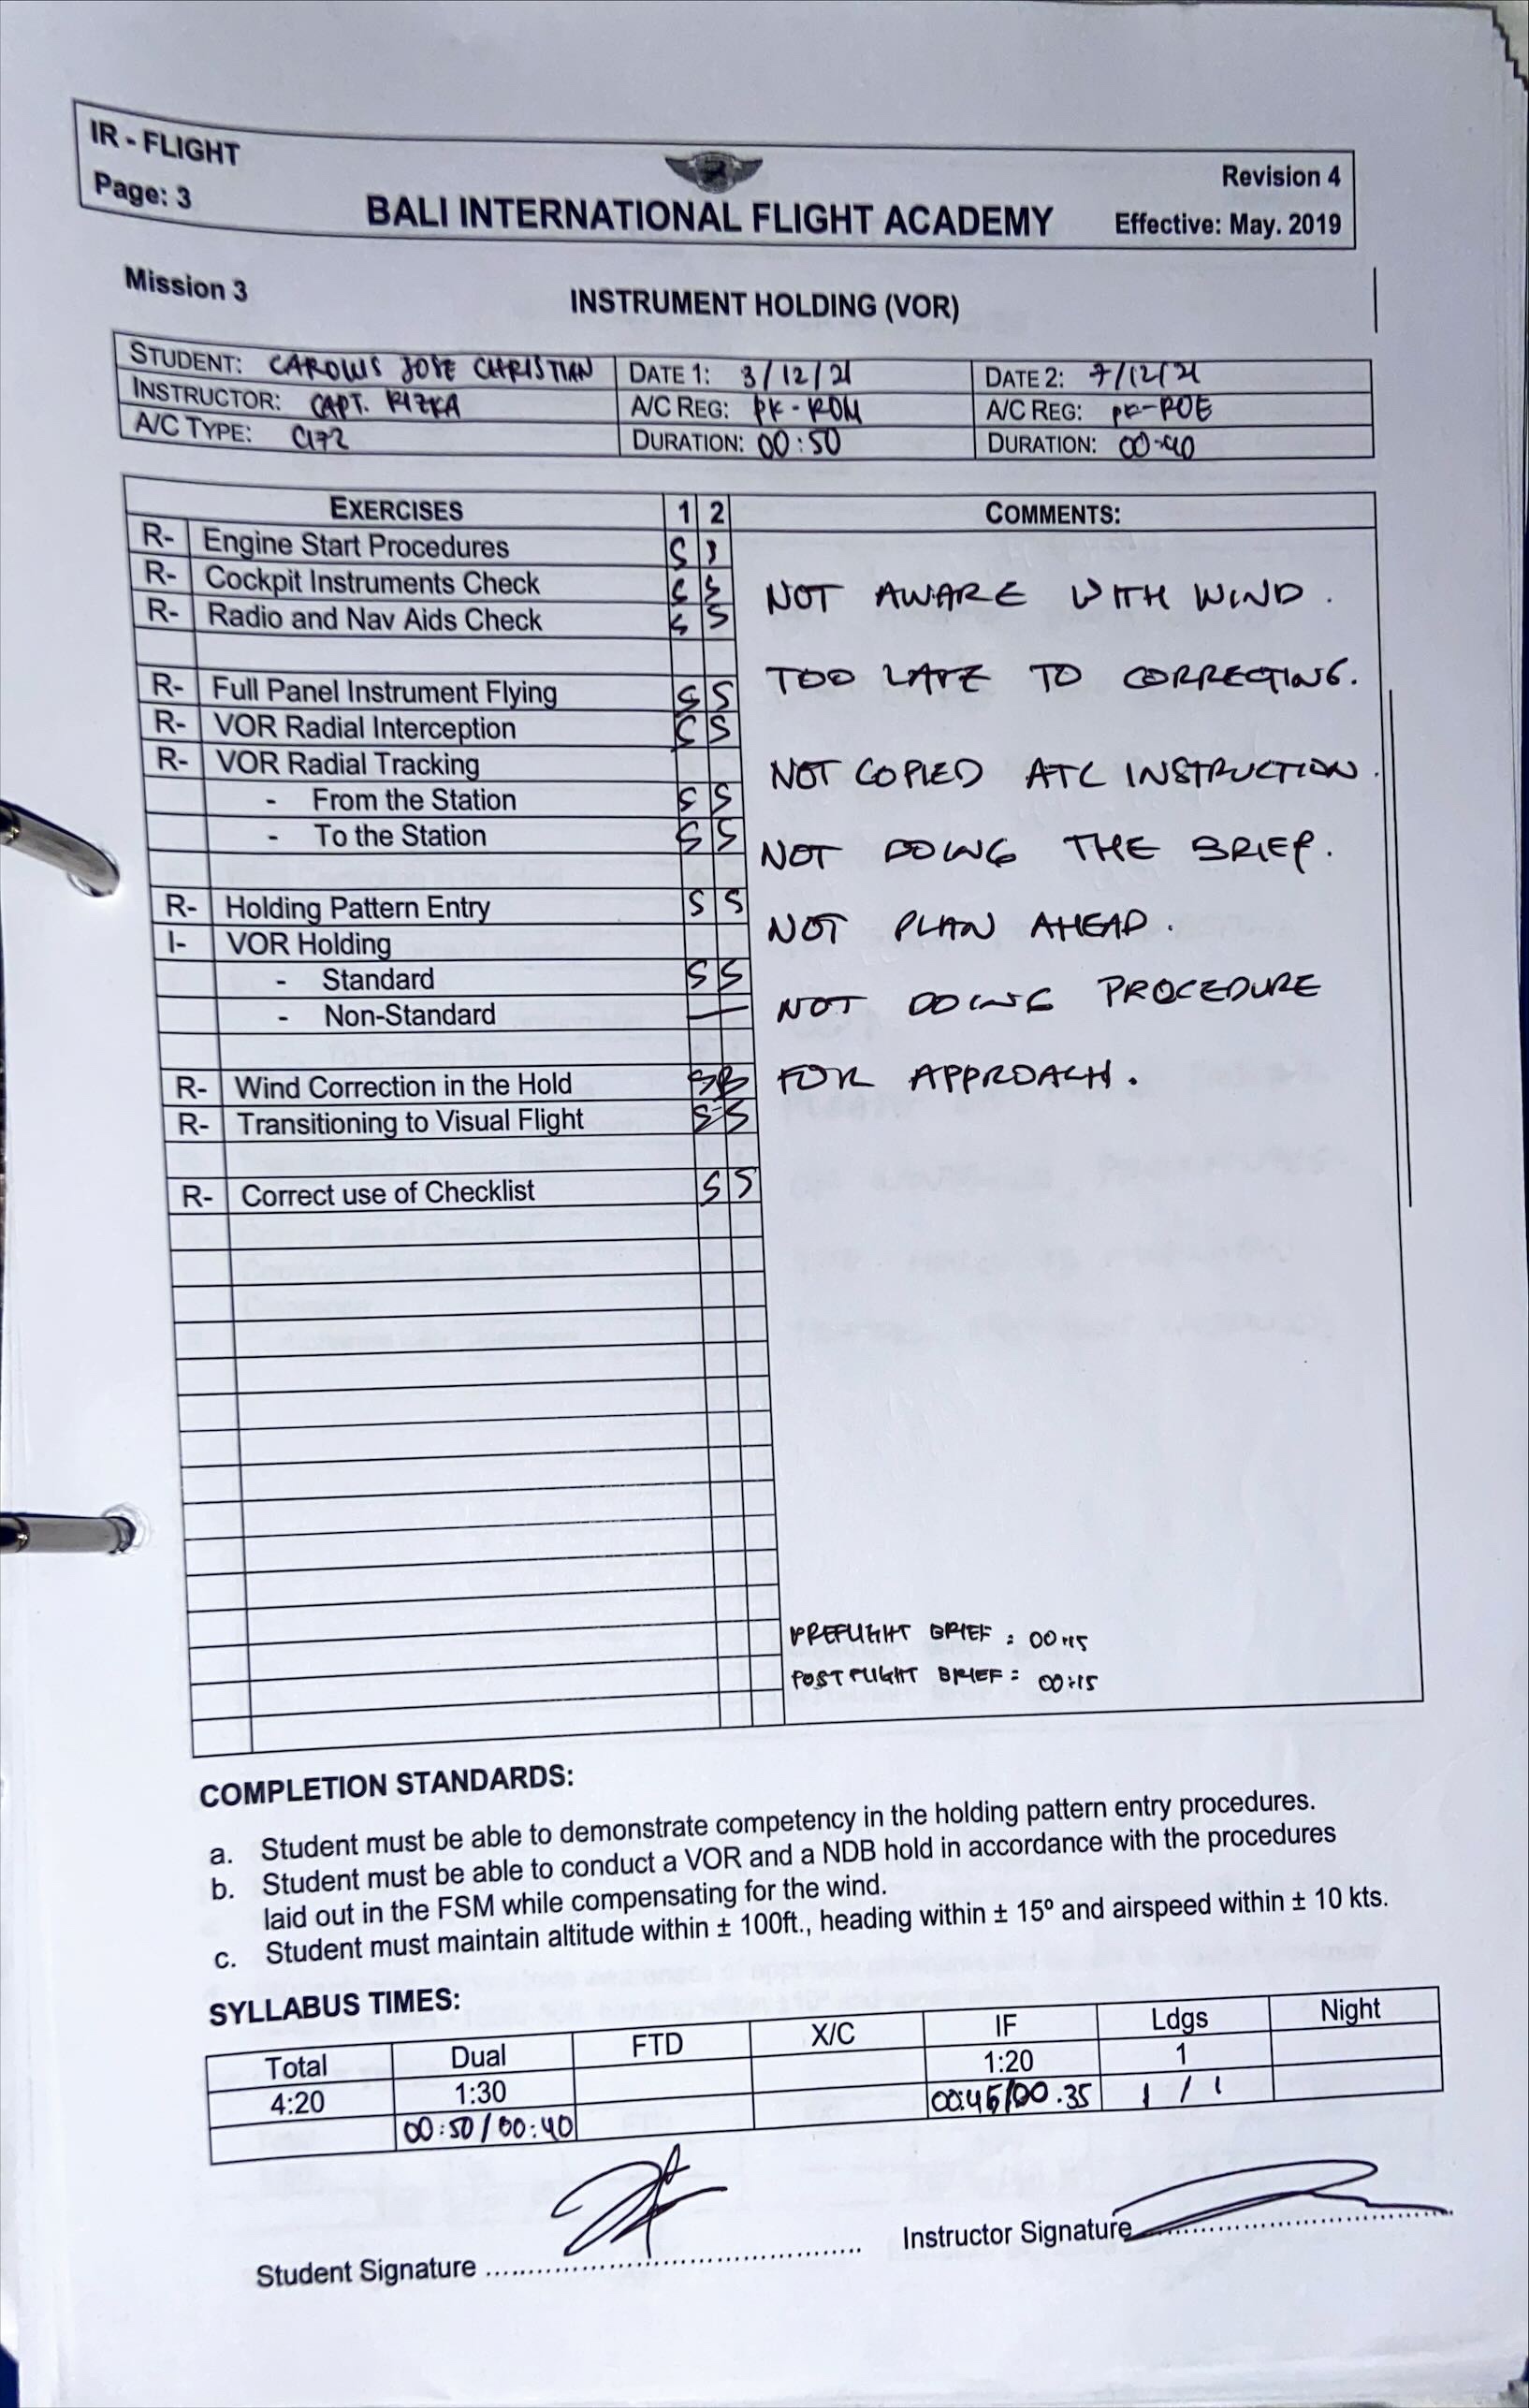 IR - FLIGHT
Page: 3
BALI INTERNATIONAL FLIGHT ACADEMY
Revision 4
Effective: May. 2019
Mission 3
INSTRUMENT HOLDING (VOR)
STUDENT: CAROLUS JOSE CHRISTIAN DATE 1: 3/12/21 DATE 2: 7/12/21
INSTRUCTOR: CAPT. RIZKA A/C REG: PK-ROM A/C REG: PK-ROE
A/C TYPE: C172 DURATION: 00:50 DURATION: 00:40
EXERCISES 1 2 COMMENTS:
R- Engine Start Procedures S S
R- Cockpit Instruments Check S S
R- Radio and Nav Aids Check S S
R- Full Panel Instrument Flying S S
R- VOR Radial Interception S S
R- VOR Radial Tracking
- From the Station S S
- To the Station S S
R- Holding Pattern Entry S S
I- VOR Holding
- Standard S S
- Non-Standard —
R- Wind Correction in the Hold
R- Transitioning to Visual Flight S- S
R- Correct use of Checklist S S
NOT AWARE WITH WIND.
TOO LATE TO CORRECTING.
NOT COPIED ATC INSTRUCTION.
NOT DOING THE BRIEF.
NOT PLAN AHEAD.
NOT DOING PROCEDURE
FOR APPROACH.
PREFLIGHT BRIEF : 00:15
POSTFLIGHT BRIEF = 00:15
COMPLETION STANDARDS:
a. Student must be able to demonstrate competency in the holding pattern entry procedures.
b. Student must be able to conduct a VOR and a NDB hold in accordance with the procedures
laid out in the FSM while compensating for the wind.
c. Student must maintain altitude within ± 100ft., heading within ± 15º and airspeed within ± 10 kts.
SYLLABUS TIMES:
Total Dual FTD X/C IF Ldgs Night
4:20 1:30 1:20 1
00:50/00:40 00:45/00.35 1 / 1
Student Signature ..........
Instructor Signature ..........